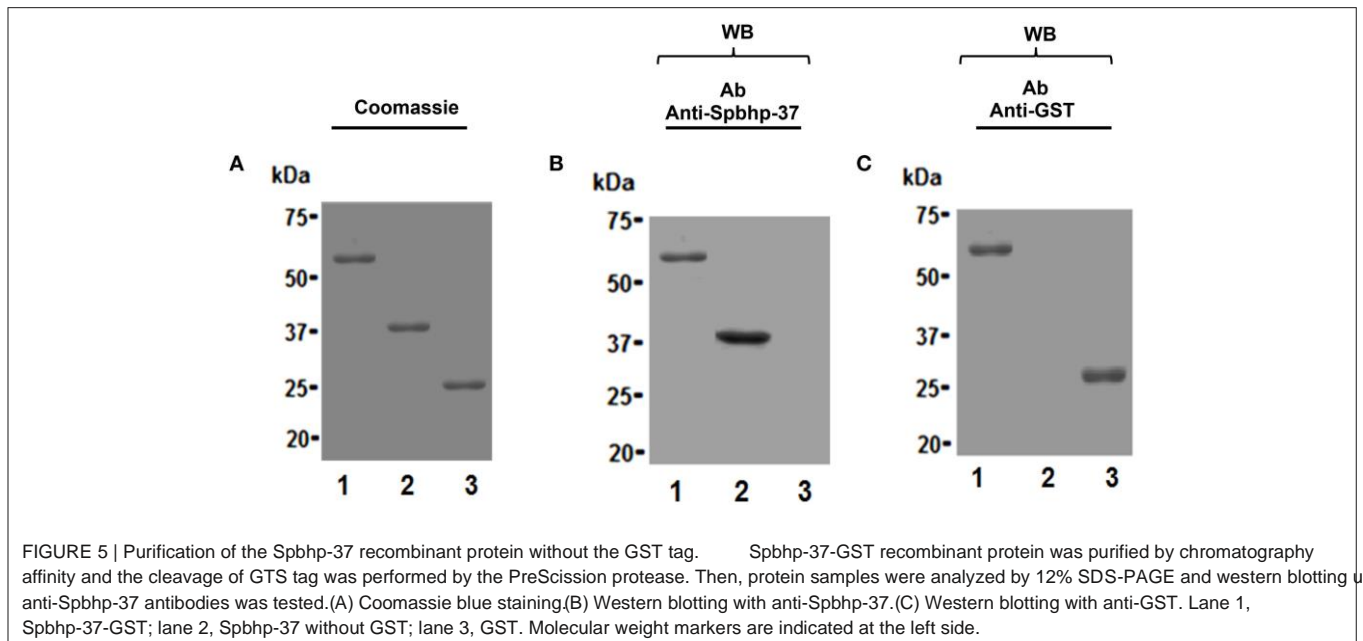 WB
WB
Ab
Anti-Spbhp-37
Ab
Anti-GST
Coomassie
A
kDa
75-
50-
37-
25-
20-
1 2 3
B
kDa
75-
50-
37-
25-
20-
1 2 3
C
kDa
75-
50-
37-
25-
20-
1 2 3
FIGURE 5 | Purification of the Spbhp-37 recombinant protein without the GST tag. Spbhp-37-GST recombinant protein was purified by chromatography
affinity and the cleavage of GTS tag was performed by the PreScission protease. Then, protein samples were analyzed by 12% SDS-PAGE and western blotting
anti-Spbhp-37 antibodies was tested.(A) Coomassie blue staining.(B) Western blotting with anti-Spbhp-37.(C) Western blotting with anti-GST. Lane 1,
Spbhp-37-GST; lane 2, Spbhp-37 without GST; lane 3, GST. Molecular weight markers are indicated at the left side.